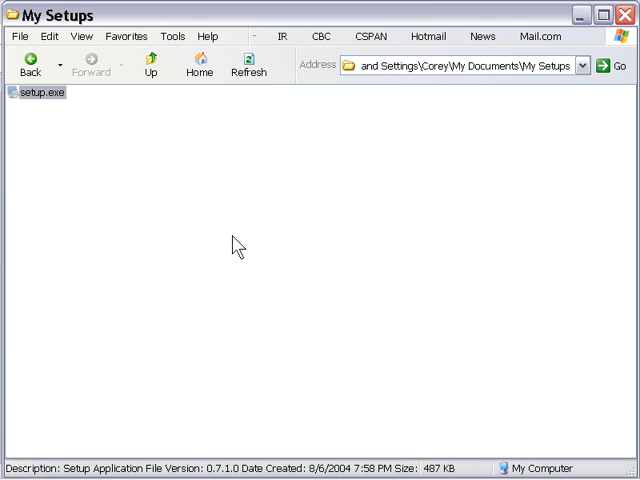 My Setups
File Edit View Favorites Tools Help - IR CBC CSPAN Hotmail News Mail.com
Back Forward Up Home Refresh Address and Settings\Corey\My Documents\My Setups Go
setup.exe
Description: Setup Application File Version: 0.7.1.0 Date Created: 8/6/2004 7:58 PM Size: 487 KB My Computer